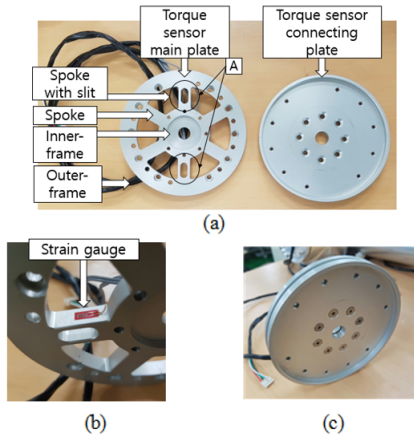 Torque
sensor
main plate
Torque sensor
connecting
plate
A
Spoke
with slit
Spoke
Inner-
frame
Outer-
frame
(a)
Strain gauge
(b)
(c)